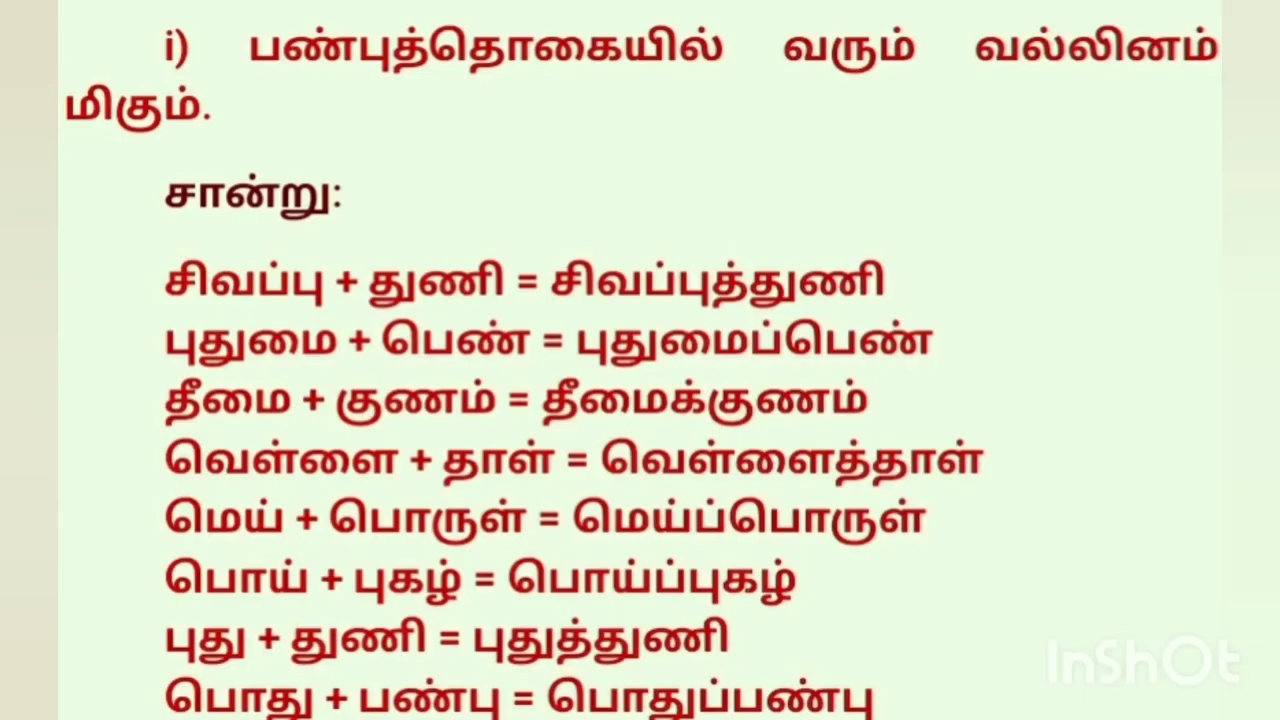 i) பண்புத்தொகையில் வரும் வல்லினம்
மிகும்.
சான்று:
சிவப்பு + துணி = சிவப்புத்துணி
புதுமை + பெண் = புதுமைப்பெண்
தீமை + குணம் = தீமைக்குணம்
வெள்ளை + தாள் = வெள்ளைத்தாள்
மெய் + பொருள் = மெய்ப்பொருள்
பொய் + புகழ் = பொய்ப்புகழ்
புது + துணி = புதுத்துணி
பொது + பண்பு = பொதுப்பண்பு
InShOt